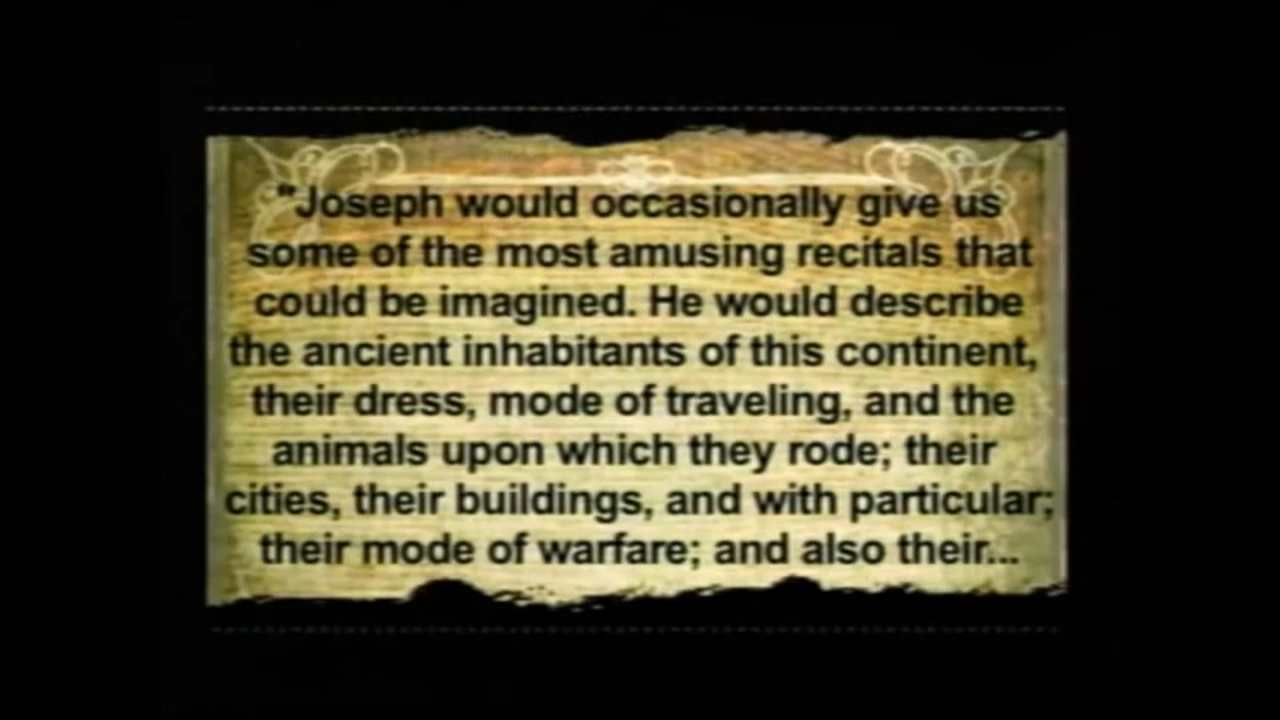 "Joseph would occasionally give us
some of the most amusing recitals that
could be imagined. He would describe
the ancient inhabitants of this continent,
their dress, mode of traveling, and the
animals upon which they rode; their
cities, their buildings, and with particular;
their mode of warfare; and also their...